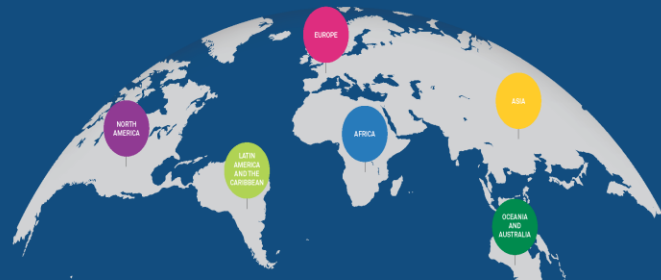 EUROPE
ASIA
NORTH
AMERICA
AFRICA
LATIN
AMERICA
AND THE
CARIBBEAN
OCEANIA
AND
AUSTRALIA